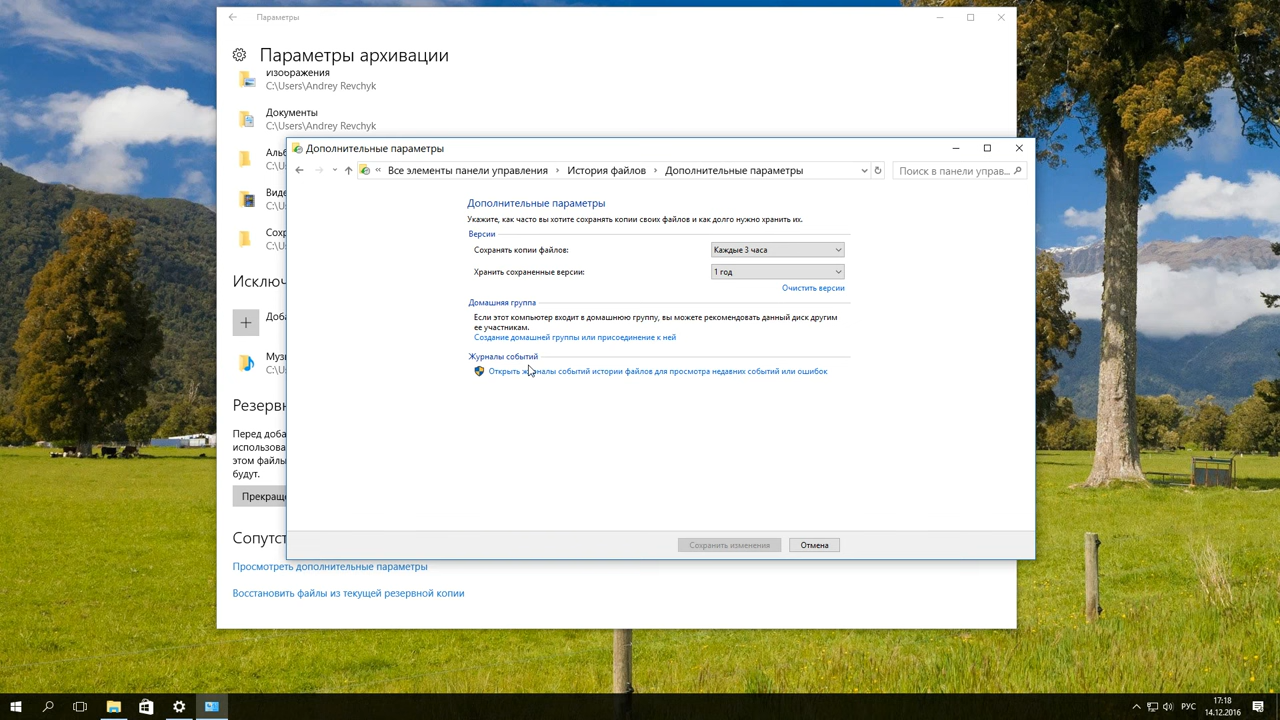 Параметры
Параметры архивации
Изображения
C:\Users\Andrey Revchyk
Документы
C:\Users\Andrey Revchyk
Альб
C:\U
Виде
C:\U
Сохр
C:\U
Исключ
Доба
Музы
C:\U
Резервн
Перед доба
использова
этом файлы
будут.
Прекраще
Сопутст
Просмотреть дополнительные параметры
Восстановить файлы из текущей резервной копии
Дополнительные параметры
« Все элементы панели управления › История файлов › Дополнительные параметры
Поиск в панели управ...
Дополнительные параметры
Укажите, как часто вы хотите сохранять копии своих файлов и как долго нужно хранить их.
Версии
Сохранять копии файлов: Каждые 3 часа
Хранить сохраненные версии: 1 год
Очистить версии
Домашняя группа
Если этот компьютер входит в домашнюю группу, вы можете рекомендовать данный диск другим
ее участникам.
Создание домашней группы или присоединение к ней
Журналы событий
Открыть журналы событий истории файлов для просмотра недавних событий или ошибок
Сохранить изменения Отмена
РУС
17:18
14.12.2016